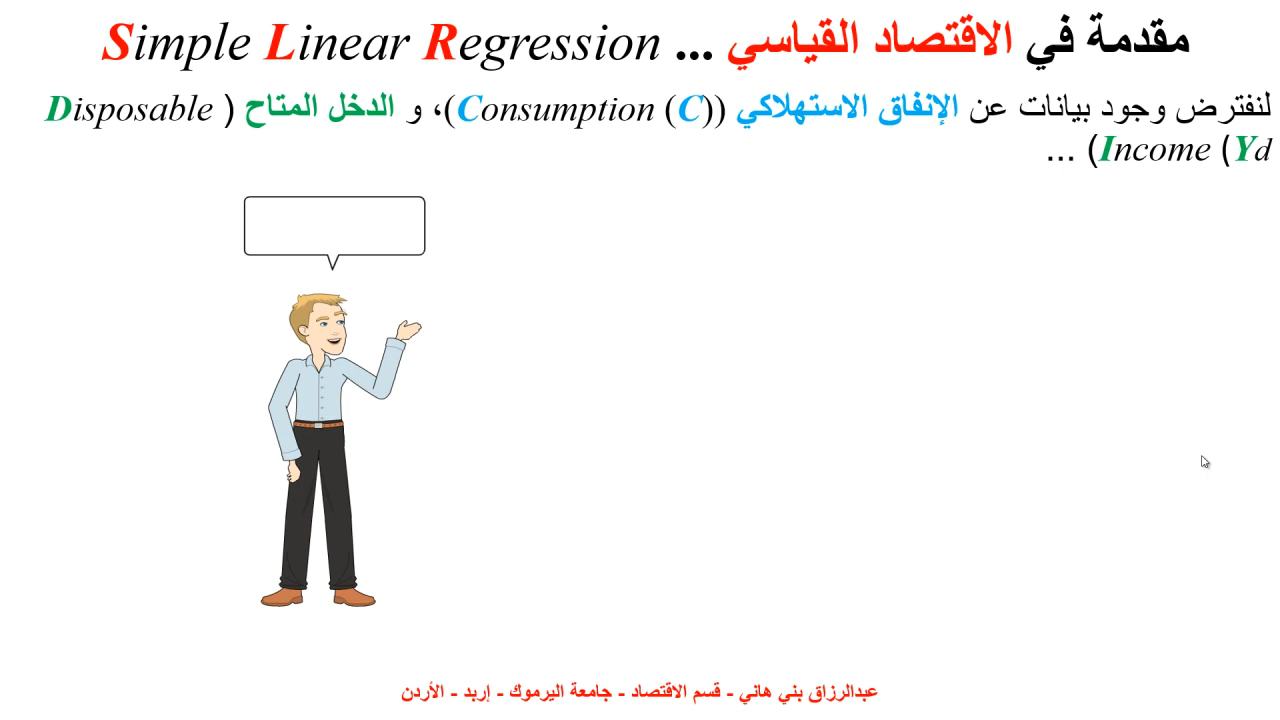 مقدمة في الاقتصاد القياسي ... Simple Linear Regression
لنفترض وجود بيانات عن الإنفاق الاستهلاكي (Consumption (C))، و الدخل المتاح (Disposable
Income (Yd) ...
عبدالرزاق بني هاني - قسم الاقتصاد - جامعة اليرموك - إربد - الأردن